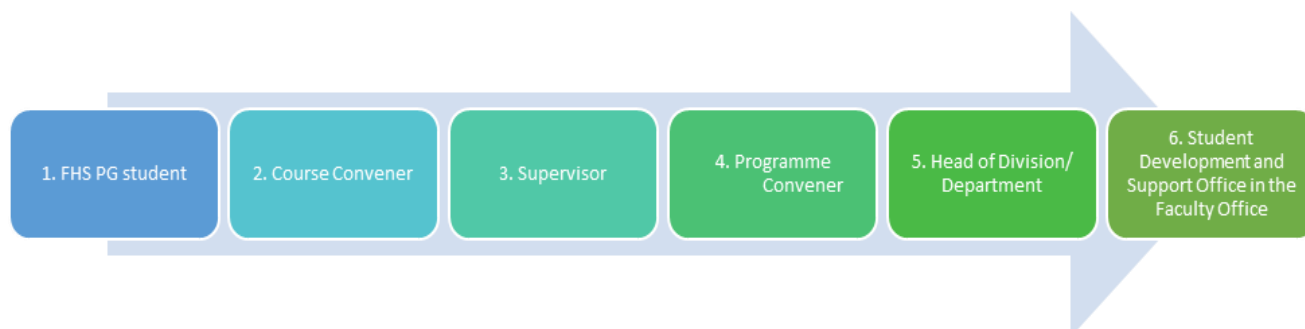 1. FHS PG student
2. Course Convener
3. Supervisor
4. Programme
Convener
5. Head of Division/
Department
6. Student
Development and
Support Office in the
Faculty Office